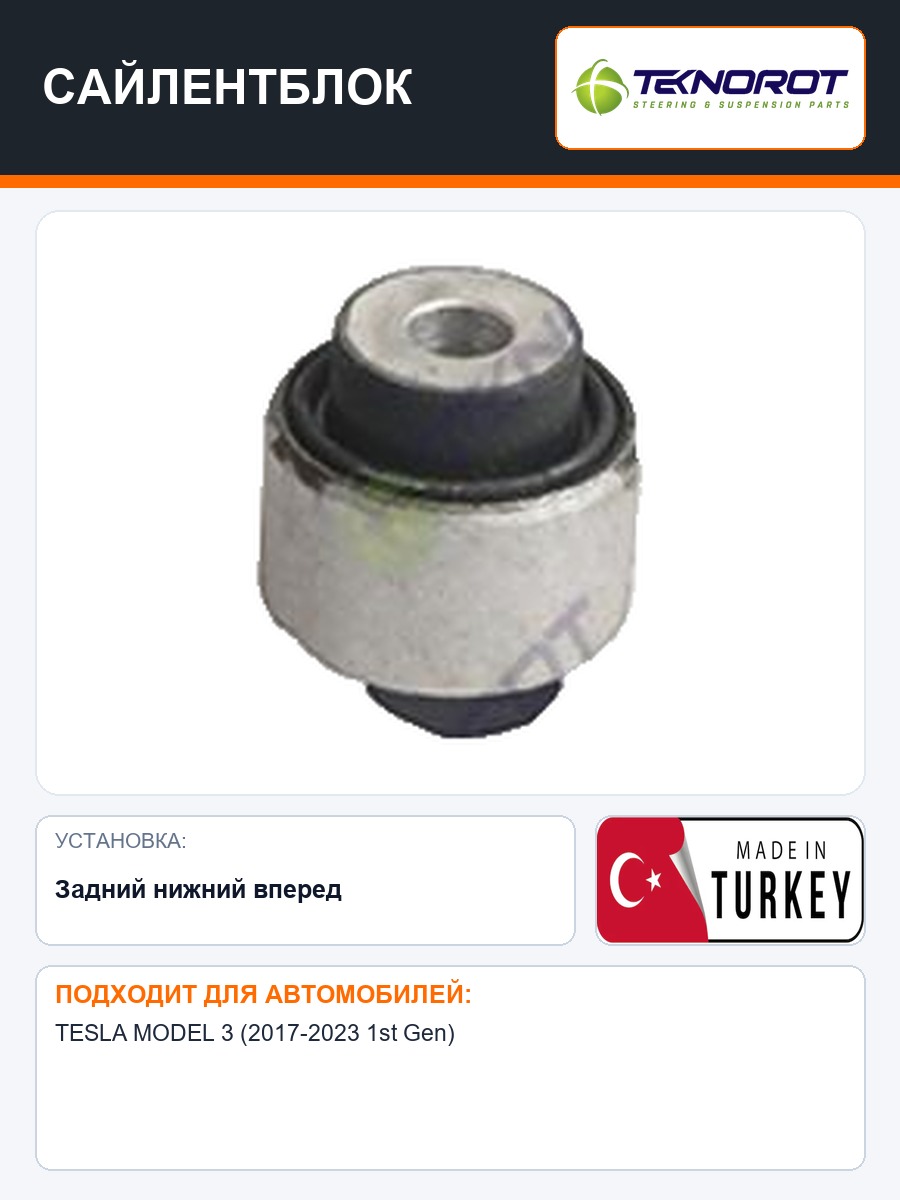 САЙЛЕНТБЛОК
TEKNOROT
STEERING & SUSPENSION PARTS
УСТАНОВКА:
Задний нижний вперед
MADE IN
TURKEY
ПОДХОДИТ ДЛЯ АВТОМОБИЛЕЙ:
TESLA MODEL 3 (2017-2023 1st Gen)